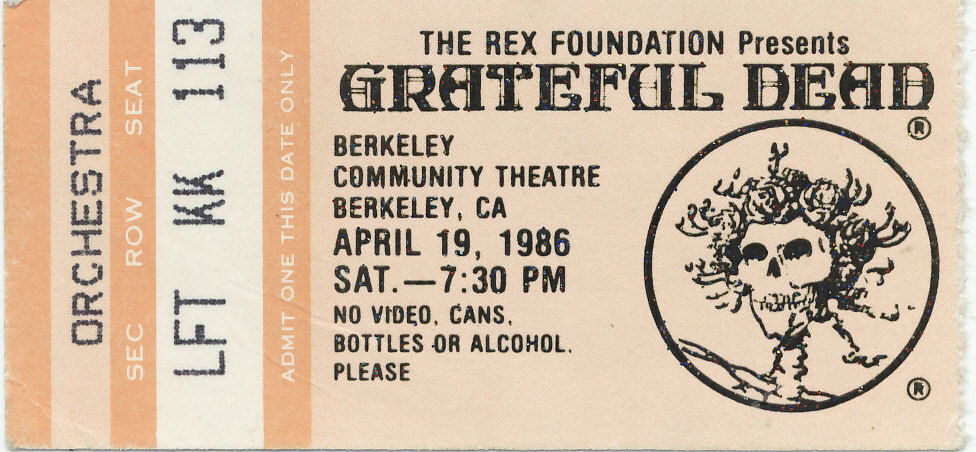 ORCHESTRA
SEC ROW SEAT
LFT KK 113
ADMIT ONE THIS DATE ONLY
THE REX FOUNDATION Presents
GRATEFUL DEAD
®
BERKELEY
COMMUNITY THEATRE
BERKELEY, CA
APRIL 19, 1986
SAT.—7:30 PM
NO VIDEO, CANS,
BOTTLES OR ALCOHOL.
PLEASE
®